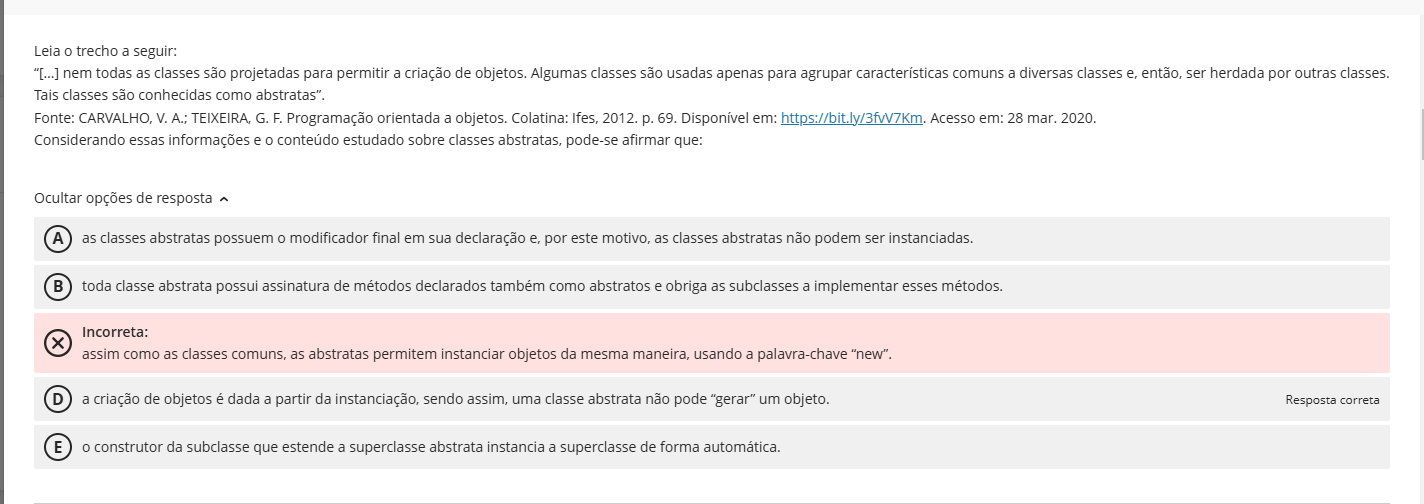 Leia o trecho a seguir:
“[...] nem todas as classes são projetadas para permitir a criação de objetos. Algumas classes são usadas apenas para agrupar características comuns a diversas classes e, então, ser herdada por outras classes.
Tais classes são conhecidas como abstratas”.
Fonte: CARVALHO, V. A.; TEIXEIRA, G. F. Programação orientada a objetos. Colatina: Ifes, 2012. p. 69. Disponível em: https://bit.ly/3fvV7Km. Acesso em: 28 mar. 2020.
Considerando essas informações e o conteúdo estudado sobre classes abstratas, pode-se afirmar que:
Ocultar opções de resposta
A as classes abstratas possuem o modificador final em sua declaração e, por este motivo, as classes abstratas não podem ser instanciadas.
B toda classe abstrata possui assinatura de métodos declarados também como abstratos e obriga as subclasses a implementar esses métodos.
Incorreta:
assim como as classes comuns, as abstratas permitem instanciar objetos da mesma maneira, usando a palavra-chave “new”.
D a criação de objetos é dada a partir da instanciação, sendo assim, uma classe abstrata não pode “gerar” um objeto. Resposta correta
E o construtor da subclasse que estende a superclasse abstrata instancia a superclasse de forma automática.